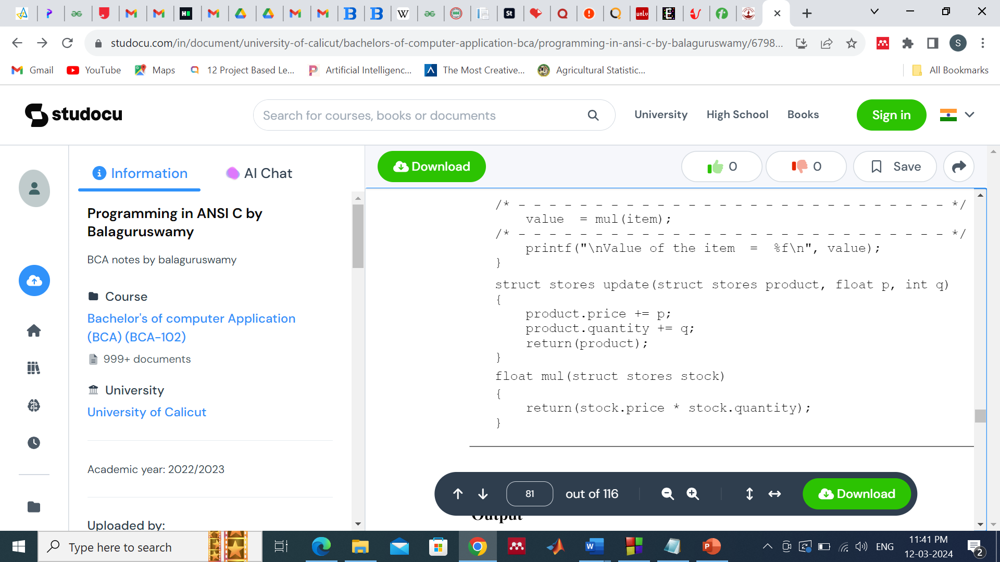 studocu.com/in/document/university-of-calicut/bachelors-of-computer-application-bca/programming-in-ansi-c-by-balaguruswamy/6798...
S
Gmail
YouTube
Maps
12 Project Based Le...
Artificial Intelligenc...
The Most Creative...
Agricultural Statistic...
All Bookmarks
studocu
Search for courses, books or documents
University
High School
Books
Sign in
Information
AI Chat
Download
0
0
Save
Programming in ANSI C by
Balaguruswamy
BCA notes by balaguruswamy
Course
Bachelor's of computer Application
(BCA) (BCA-102)
999+ documents
University
University of Calicut
Academic year: 2022/2023
Uploaded by:
/* - - - - - - - - - - - - - - - - - - - - - - - - - - - - */
value = mul(item);
/* - - - - - - - - - - - - - - - - - - - - - - - - - - - - */
printf("\nValue of the item = %f\n", value);
}
struct stores update(struct stores product, float p, int q)
{
product.price += p;
product.quantity += q;
return(product);
}
float mul(struct stores stock)
{
return(stock.price * stock.quantity);
}
81 out of 116
Download
Output
Type here to search
ENG
11:41 PM
12-03-2024
2